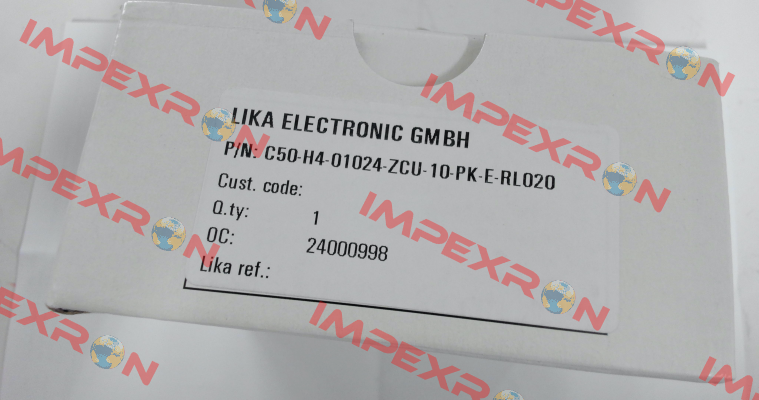 LIKA ELECTRONIC GMBH
P/N: C50-H4-01024-ZCU-10-PK-E-RL020
Cust. code:
Q.ty: 1
OC: 24000998
Lika ref.:
IMPEXRON
IMPEXRON
IMPEXRON
IMPEXRON
IMPEXRON
IMPEXRON